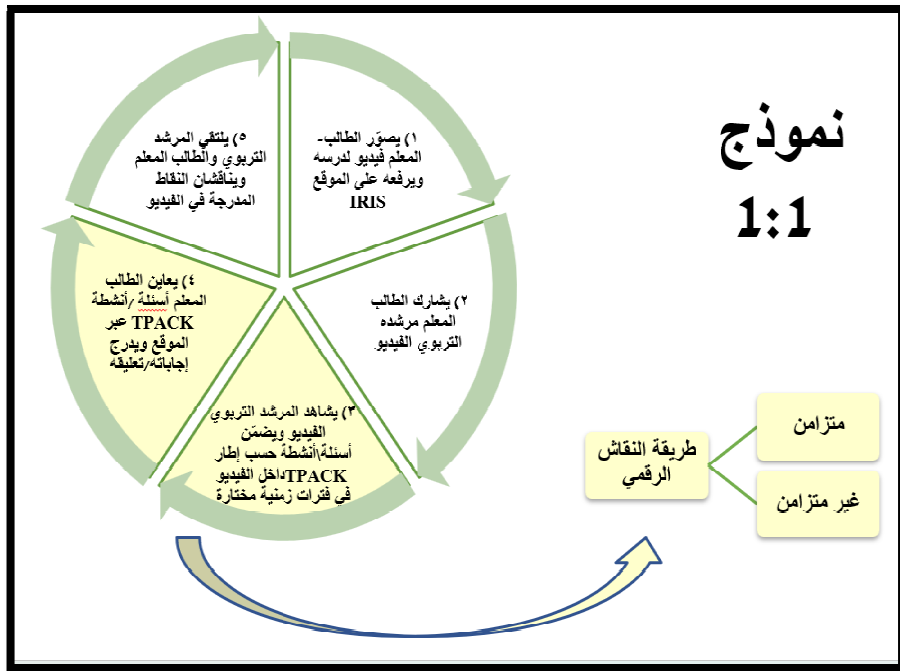 نموذج
1:1
١) يصوّر الطالب-
المعلم فيديو لدرسه
ويرفعه على الموقع
IRIS
٢) يشارك الطالب
المعلم مرشده
التربوي الفيديو
٣) يشاهد المرشد التربوي
الفيديو ويضمّن
أسئلة\أنشطة حسب إطار
TPACKداخل الفيديو
في فترات زمنية مختارة
٤) يعاين الطالب
المعلم أسئلة /أنشطة
TPACK عبر
الموقع ويدرج
إجاباته/تعليقه
٥) يلتقي المرشد
التربوي والطالب المعلم
ويناقشان النقاط
المدرجة في الفيديو
طريقة النقاش
الرقمي
متزامن
غير متزامن